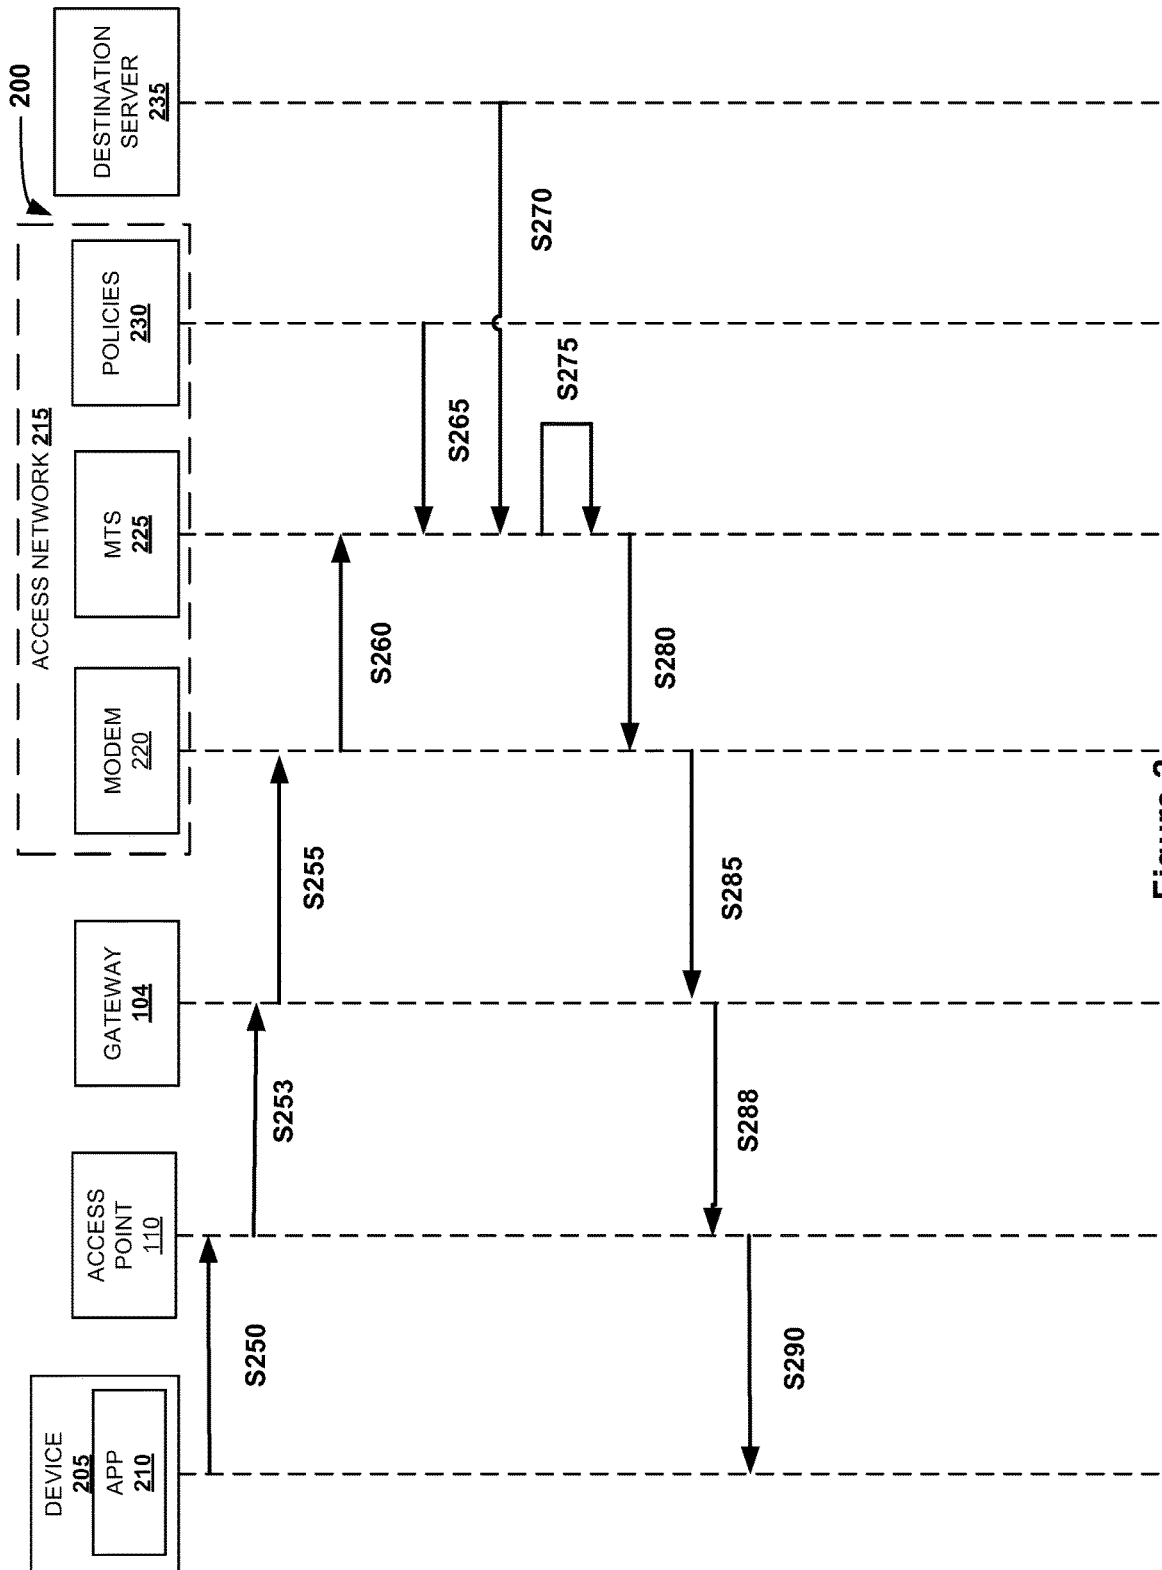 200
DEVICE
205
APP
210
ACCESS
POINT
110
GATEWAY
104
ACCESS NETWORK 215
MODEM
220
MTS
225
POLICIES
230
DESTINATION
SERVER
235
S250
S253
S255
S260
S265
S270
S275
S280
S285
S288
S290